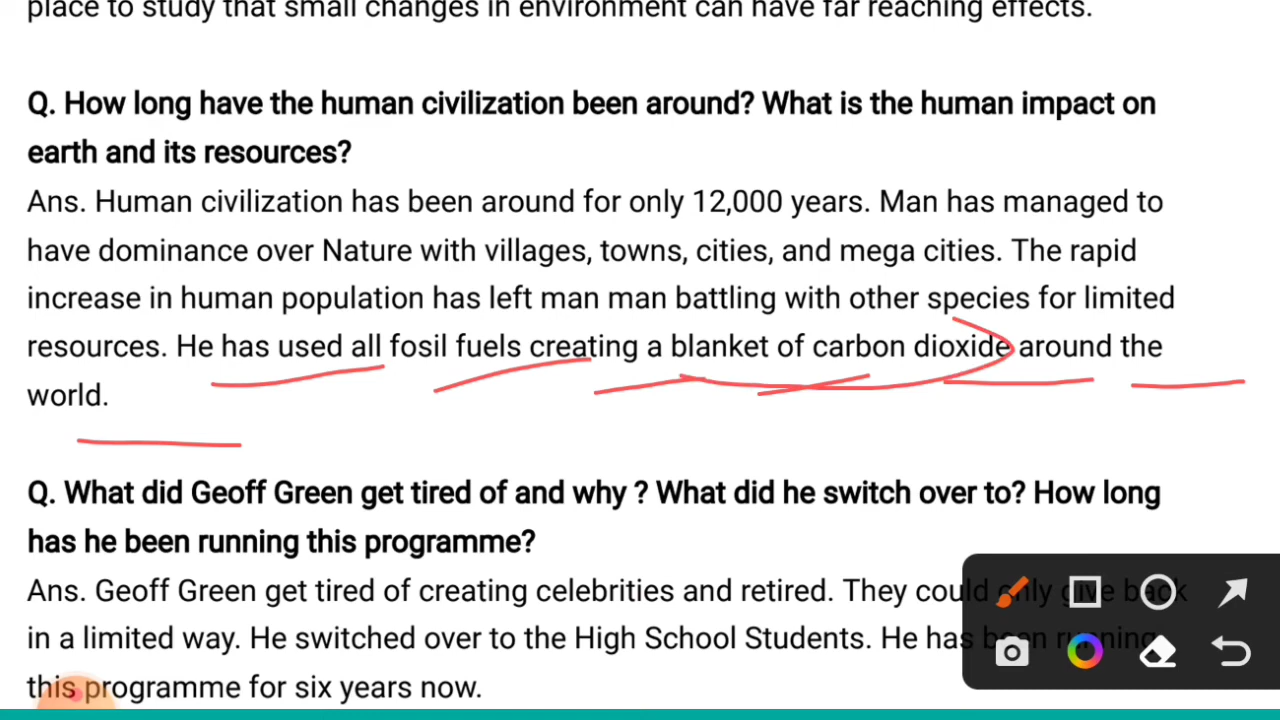 place to study that small changes in environment can have far reaching effects.
Q. How long have the human civilization been around? What is the human impact on
earth and its resources?
Ans. Human civilization has been around for only 12,000 years. Man has managed to
have dominance over Nature with villages, towns, cities, and mega cities. The rapid
increase in human population has left man man battling with other species for limited
resources. He has used all fosil fuels creating a blanket of carbon dioxide around the
world.
Q. What did Geoff Green get tired of and why ? What did he switch over to? How long
has he been running this programme?
Ans. Geoff Green get tired of creating celebrities and retired. They could only give back
in a limited way. He switched over to the High School Students. He has been running
this programme for six years now.